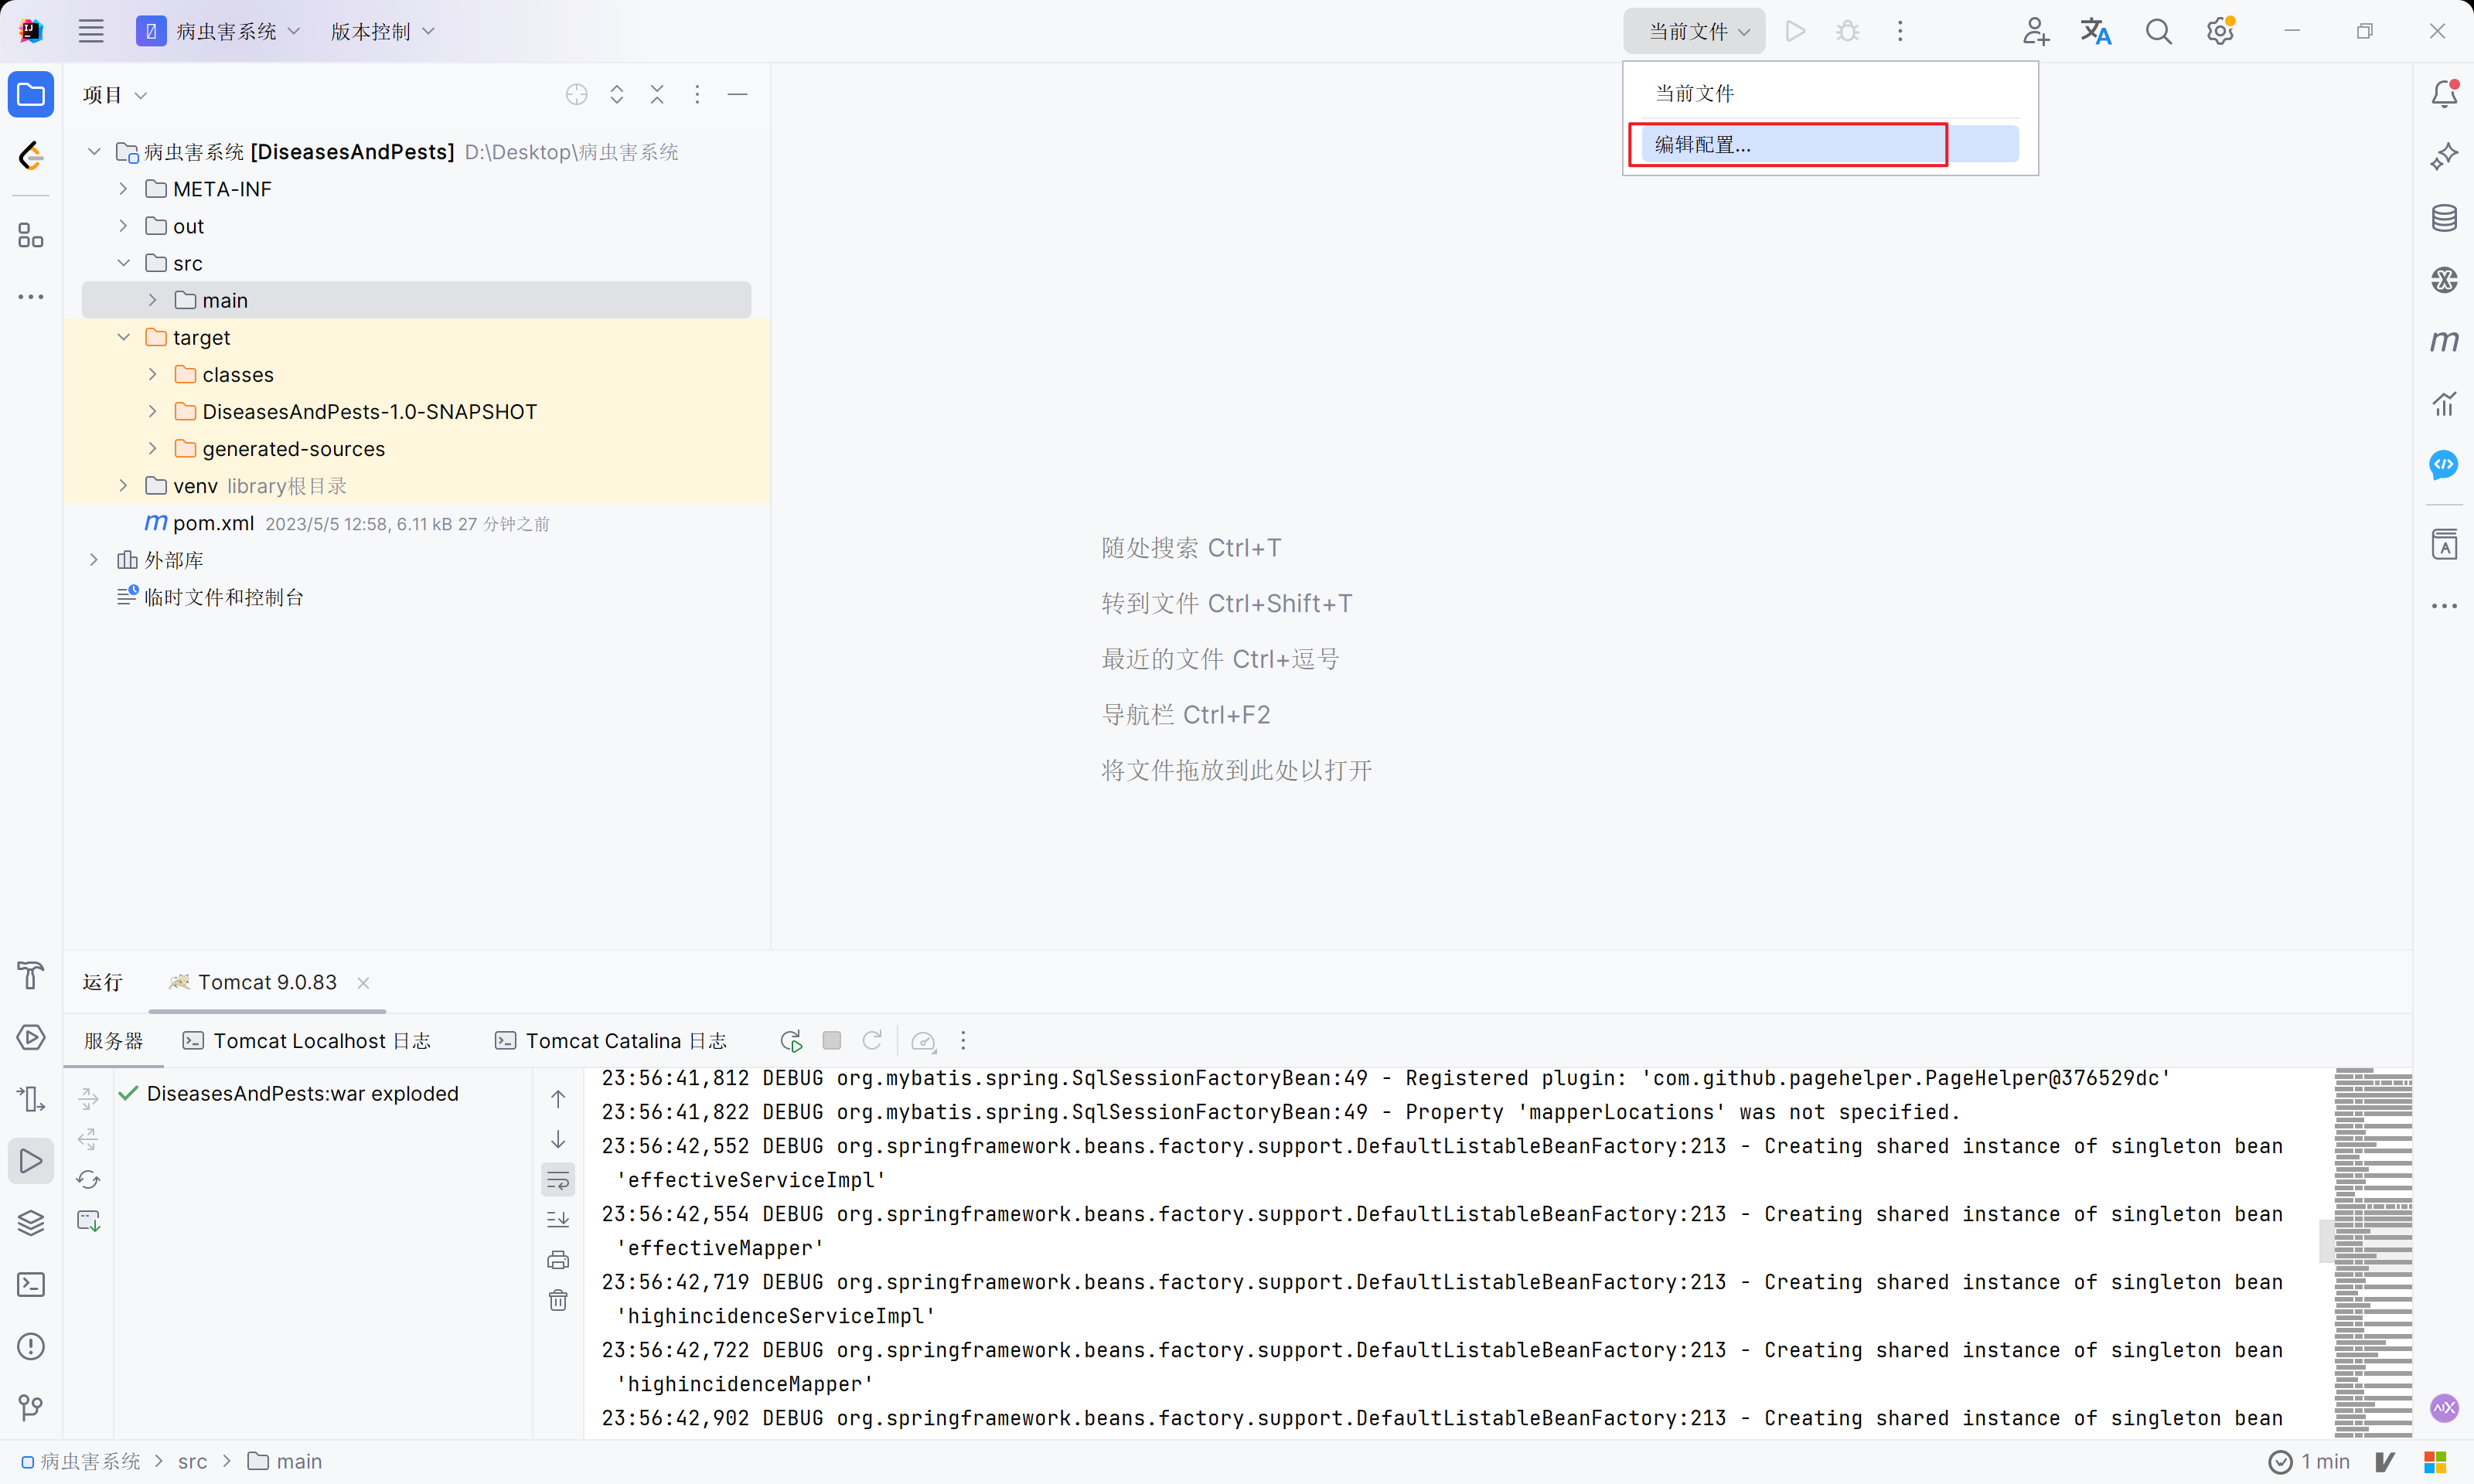 病虫害系统 版本控制 当前文件
当前文件
编辑配置...
项目
病虫害系统 [DiseasesAndPests] D:\Desktop\病虫害系统
META-INF
out
src
main
target
classes
DiseasesAndPests-1.0-SNAPSHOT
generated-sources
venv library根目录
pom.xml 2023/5/5 12:58, 6.11 kB 27 分钟之前
外部库
临时文件和控制台
随处搜索 Ctrl+T
转到文件 Ctrl+Shift+T
最近的文件 Ctrl+逗号
导航栏 Ctrl+F2
将文件拖放到此处以打开
运行 Tomcat 9.0.83
服务器 Tomcat Localhost 日志 Tomcat Catalina 日志
DiseasesAndPests:war exploded
23:56:41,812 DEBUG org.mybatis.spring.SqlSessionFactoryBean:49 - Registered plugin: 'com.github.pagehelper.PageHelper@376529dc'
23:56:41,822 DEBUG org.mybatis.spring.SqlSessionFactoryBean:49 - Property 'mapperLocations' was not specified.
23:56:42,552 DEBUG org.springframework.beans.factory.support.DefaultListableBeanFactory:213 - Creating shared instance of singleton bean
'effectiveServiceImpl'
23:56:42,554 DEBUG org.springframework.beans.factory.support.DefaultListableBeanFactory:213 - Creating shared instance of singleton bean
'effectiveMapper'
23:56:42,719 DEBUG org.springframework.beans.factory.support.DefaultListableBeanFactory:213 - Creating shared instance of singleton bean
'highincidenceServiceImpl'
23:56:42,722 DEBUG org.springframework.beans.factory.support.DefaultListableBeanFactory:213 - Creating shared instance of singleton bean
'highincidenceMapper'
23:56:42,902 DEBUG org.springframework.beans.factory.support.DefaultListableBeanFactory:213 - Creating shared instance of singleton bean
病虫害系统 src main 1 min